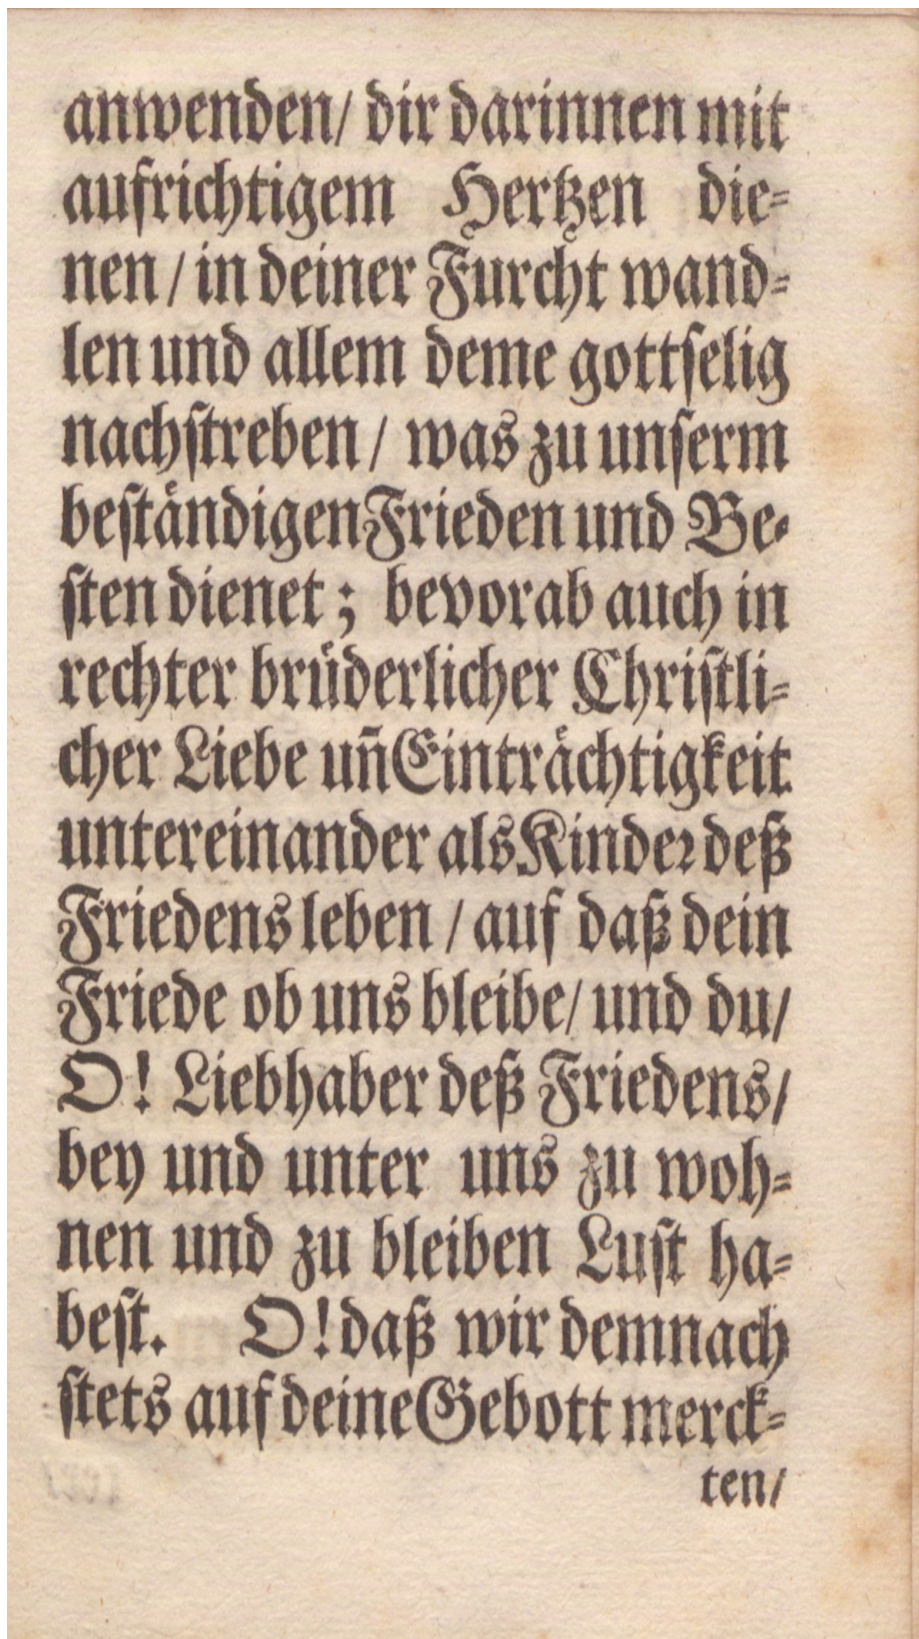 anwenden/ dir darinnen mit
aufrichtigem Hertzen die-
nen / in deiner Furcht wand-
len und allem deme gottſelig
nachſtreben / was zu unſerm
beſtändigen Frieden und Be-
ſten dienet; bevorab auch in
rechter brüderlicher Chriſtli-
cher Liebe uñ Einträchtigkeit
untereinander als Kinder deß
Friedens leben / auf daß dein
Friede ob uns bleibe/ und du/
O! Liebhaber deß Friedens/
bey und unter uns zu woh-
nen und zu bleiben Luſt ha-
beſt. O! daß wir demnach
ſtets auf deine Gebott merck-
ten/